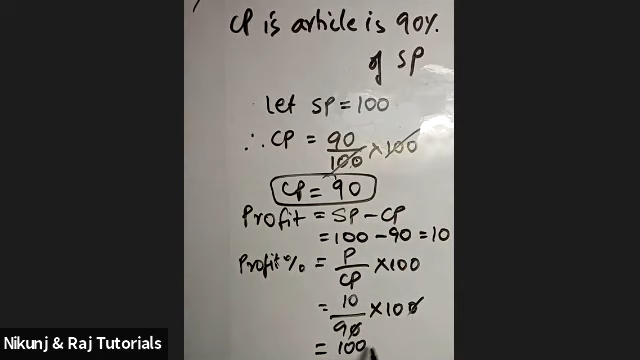 CP is article is 90%
of SP
Let SP = 100
∴ CP = 90/100 × 100
CP = 90
Profit = SP - CP
= 100 - 90 = 10
Profit% = P/CP × 100
= 10/90 × 100
= 100
Nikunj & Raj Tutorials